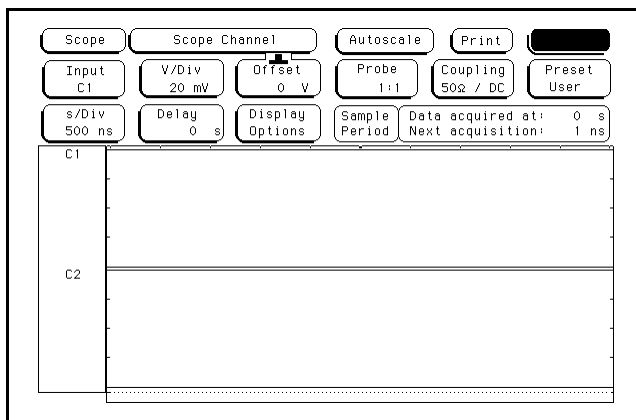 Scope
Scope Channel
Autoscale
Print
Input
C1
V/Div
20 mV
Offset
0 V
Probe
1:1
Coupling
50Ω / DC
Preset
User
s/Div
500 ns
Delay
0 s
Display
Options
Sample
Period
Data acquired at: 0 s
Next acquisition: 1 ns
C1
C2